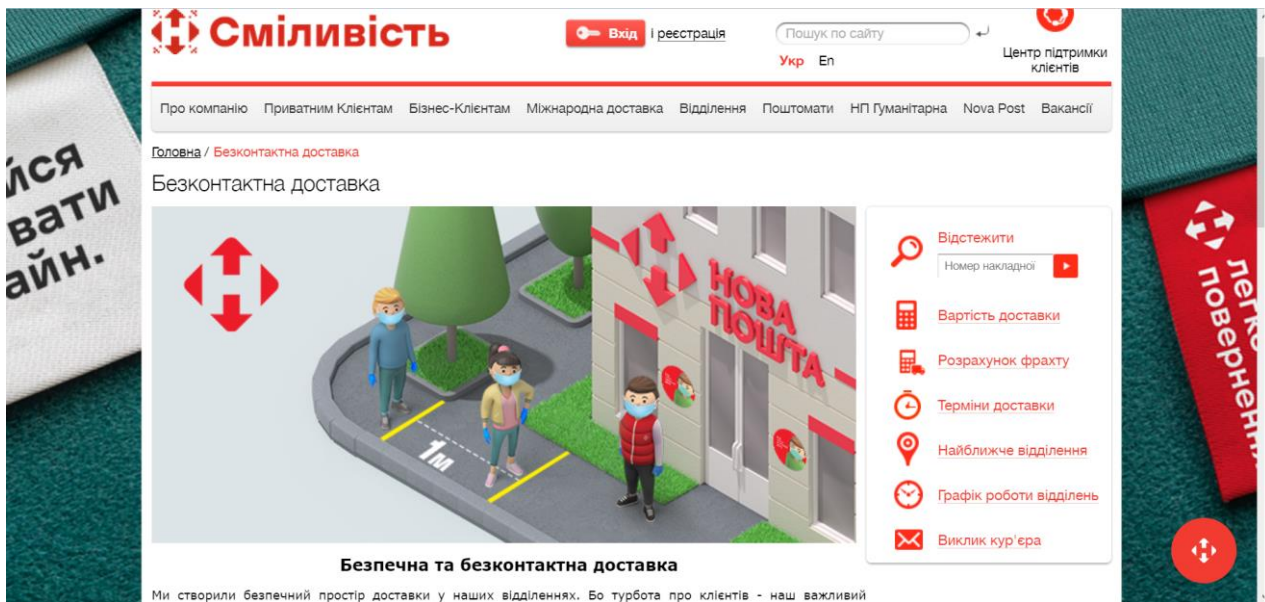 Сміливість
Вхід і реєстрація
Пошук по сайту
Укр En
Центр підтримки
клієнтів
Про компанію Приватним Клієнтам Бізнес-Клієнтам Міжнародна доставка Відділення Поштомати НП Гуманітарна Nova Post Вакансії
Головна / Безконтактна доставка
Безконтактна доставка
НОВА
ПОШТА
1м
Відстежити
Номер накладної
Вартість доставки
Розрахунок фрахту
Терміни доставки
Найближче відділення
Графік роботи відділень
Виклик кур'єра
Безпечна та безконтактна доставка
Ми створили безпечний простір доставки у наших відділеннях. Бо турбота про клієнтів - наш важливий
йся
вати
айн.
легко
повернення